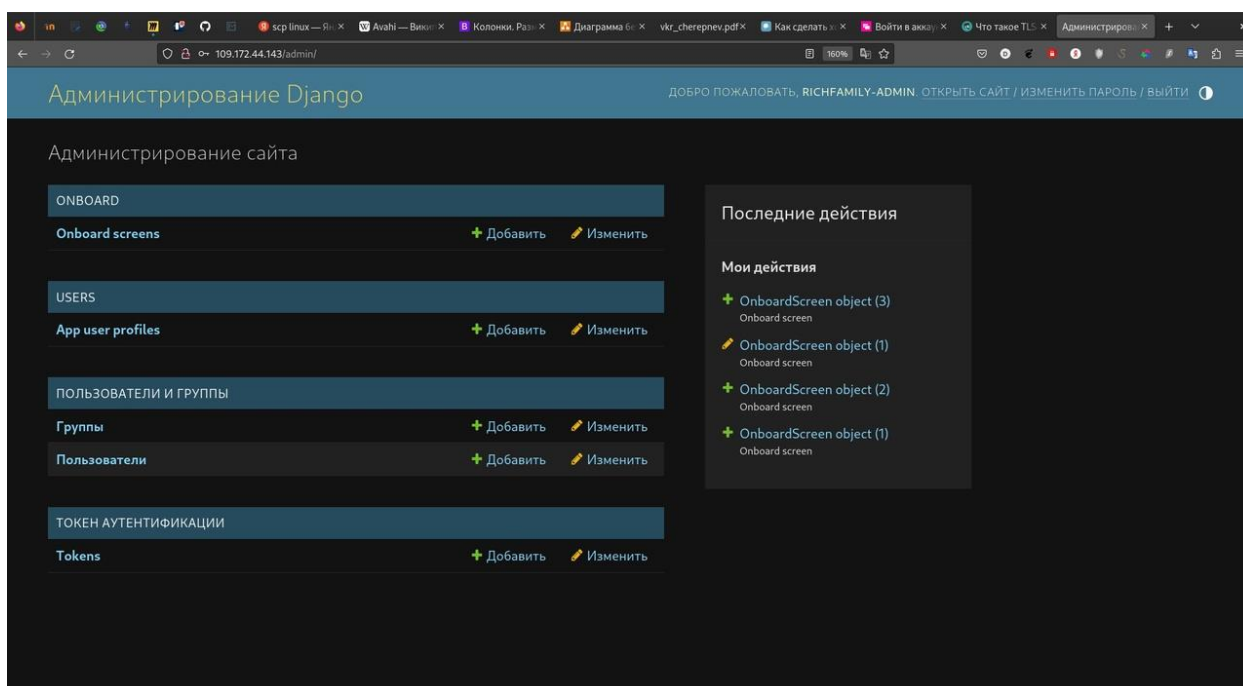 scp linux — Ян
Avahi — Вики
Колонки. Разн
Диаграмма бе
vkr_cherepnev.pdf
Как сделать
Войти в аккау
Что такое TLS
Администриров
109.172.44.143/admin/
160%
Администрирование Django
ДОБРО ПОЖАЛОВАТЬ, RICHFAMILY-ADMIN. ОТКРЫТЬ САЙТ / ИЗМЕНИТЬ ПАРОЛЬ / ВЫЙТИ
Администрирование сайта
ONBOARD
Onboard screens Добавить Изменить
USERS
App user profiles Добавить Изменить
ПОЛЬЗОВАТЕЛИ И ГРУППЫ
Группы Добавить Изменить
Пользователи Добавить Изменить
ТОКЕН АУТЕНТИФИКАЦИИ
Tokens Добавить Изменить
Последние действия
Мои действия
OnboardScreen object (3)
Onboard screen
OnboardScreen object (1)
Onboard screen
OnboardScreen object (2)
Onboard screen
OnboardScreen object (1)
Onboard screen